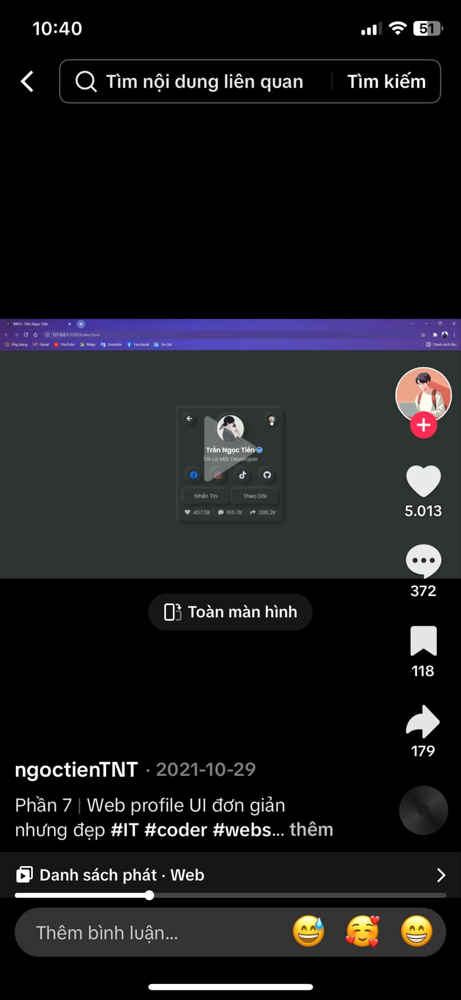 10:40
51
Tìm nội dung liên quan
Tìm kiếm
INFO : Trần Ngọc Tiến
127.0.0.1:5500/index.html
Ứng dụng Gmail YouTube Maps Translate Facebook Tin tức Danh sách đọc
Trần Ngọc Tiến
Tôi Là Một Developer
Nhắn Tin Theo Dõi
457.5K 165.7K 286.2K
5.013
372
Toàn màn hình
118
179
ngoctienTNT · 2021-10-29
Phần 7 | Web profile UI đơn giản
nhưng đẹp #IT #coder #webs... thêm
Danh sách phát · Web
Thêm bình luận...